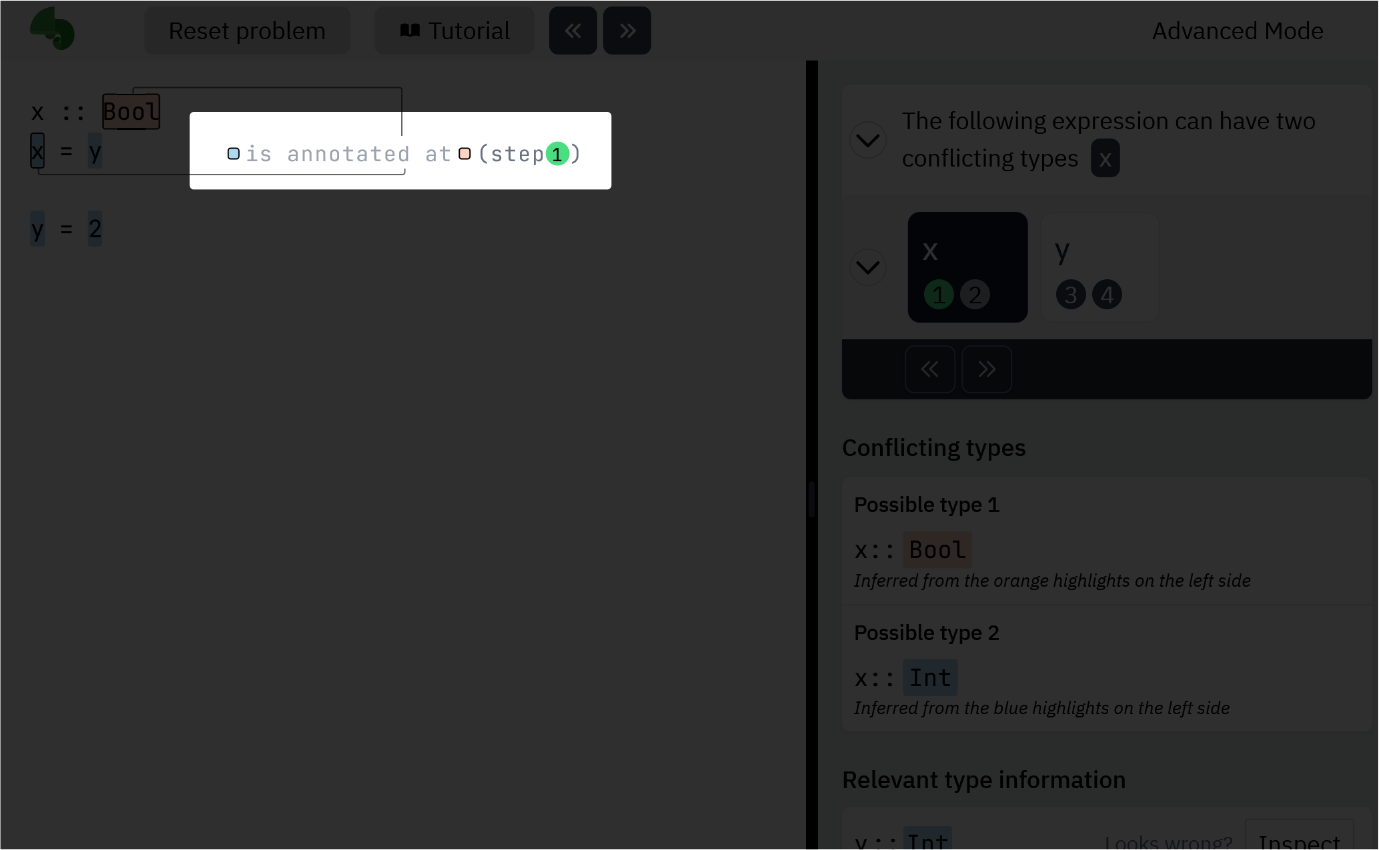 Reset problem
Tutorial
Advanced Mode
x :: Bool
x = y
is annotated at (step 1)
y = 2
The following expression can have two
conflicting types x
x
1 2
y
3 4
Conflicting types
Possible type 1
x:: Bool
Inferred from the orange highlights on the left side
Possible type 2
x:: Int
Inferred from the blue highlights on the left side
Relevant type information
y:: Int
Looks wrong? Inspect